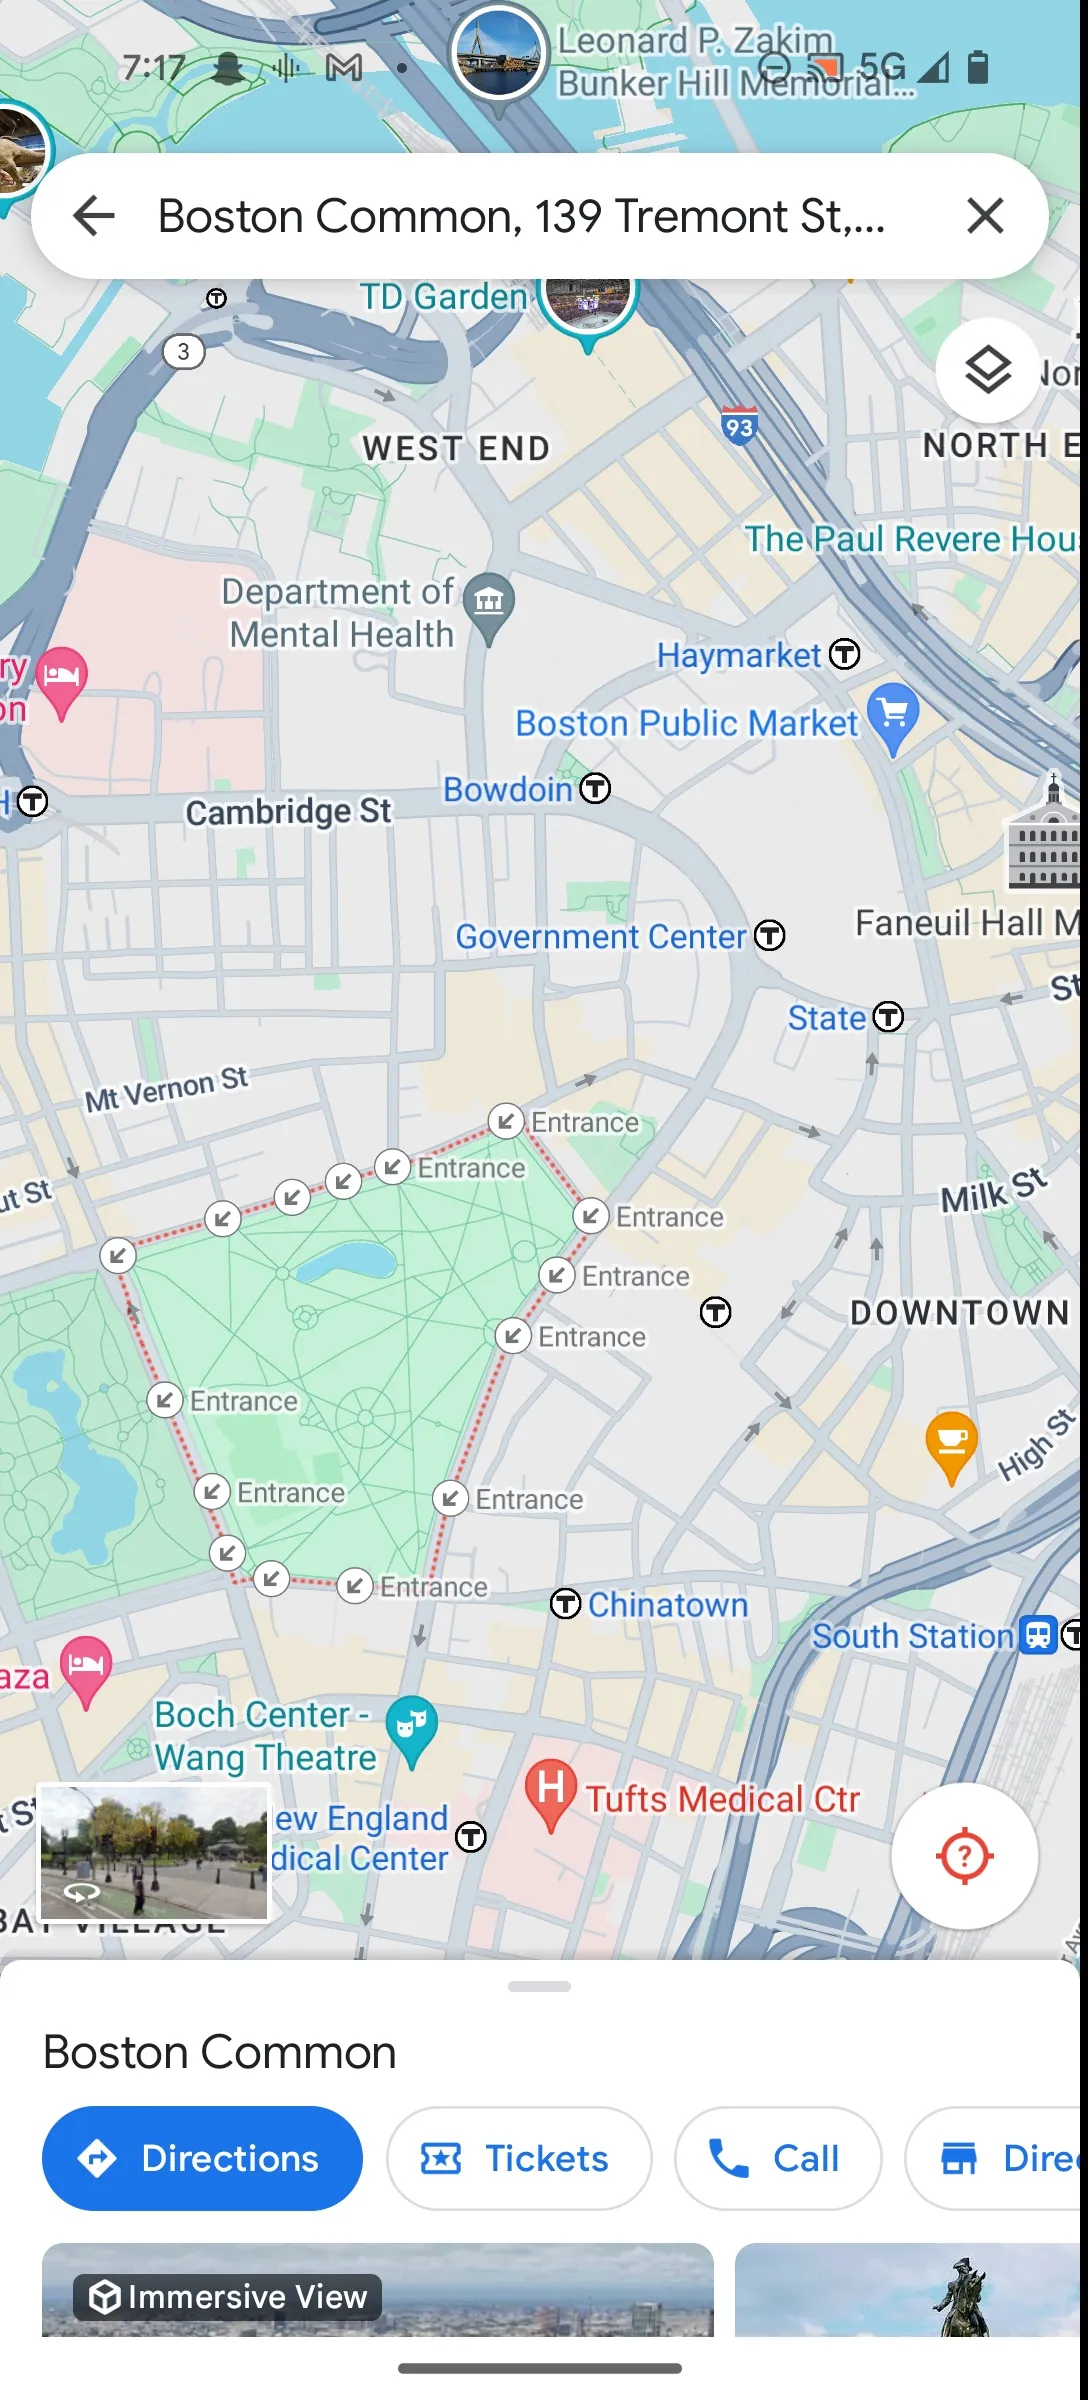 Leonard P. Zakim
Bunker Hill Memorial...
7:17
5G
Boston Common, 139 Tremont St,...
TD Garden
3
93
WEST END
NORTH E
The Paul Revere Hou
Department of
Mental Health
Haymarket T
ry
on
Boston Public Market
Bowdoin T
H T
Cambridge St
Government Center T
Faneuil Hall M
St
State T
Mt Vernon St
Entrance
Entrance
ut St
Milk St
Entrance
Entrance
T
DOWNTOWN
Entrance
Entrance
High St
Entrance
Entrance
Entrance
T Chinatown
South Station T
aza
Boch Center -
Wang Theatre
H Tufts Medical Ctr
t St
ew England
dical Center T
?
BAY VILLAGE
Boston Common
Directions
Tickets
Call
Dire
Immersive View